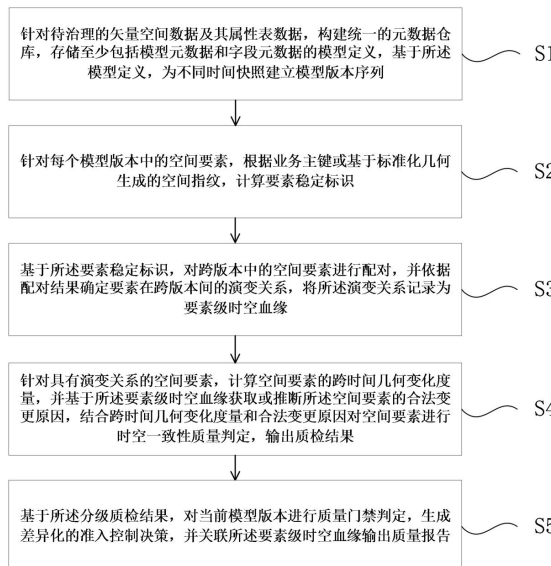 针对待治理的矢量空间数据及其属性表数据，构建统一的元数据仓
库，存储至少包括模型元数据和字段元数据的模型定义，基于所述
模型定义，为不同时间快照建立模型版本序列
S1
针对每个模型版本中的空间要素，根据业务主键或基于标准化几何
生成的空间指纹，计算要素稳定标识
S2
基于所述要素稳定标识，对跨版本中的空间要素进行配对，并依据
配对结果确定要素在跨版本间的演变关系，将所述演变关系记录为
要素级时空血缘
S3
针对具有演变关系的空间要素，计算空间要素的跨时间几何变化度
量，并基于所述要素级时空血缘获取或推断所述空间要素的合法变
更原因，结合跨时间几何变化度量和合法变更原因对空间要素进行
时空一致性质量判定，输出质检结果
S4
基于所述分级质检结果，对当前模型版本进行质量门禁判定，生成
差异化的准入控制决策，并关联所述要素级时空血缘输出质量报告
S5